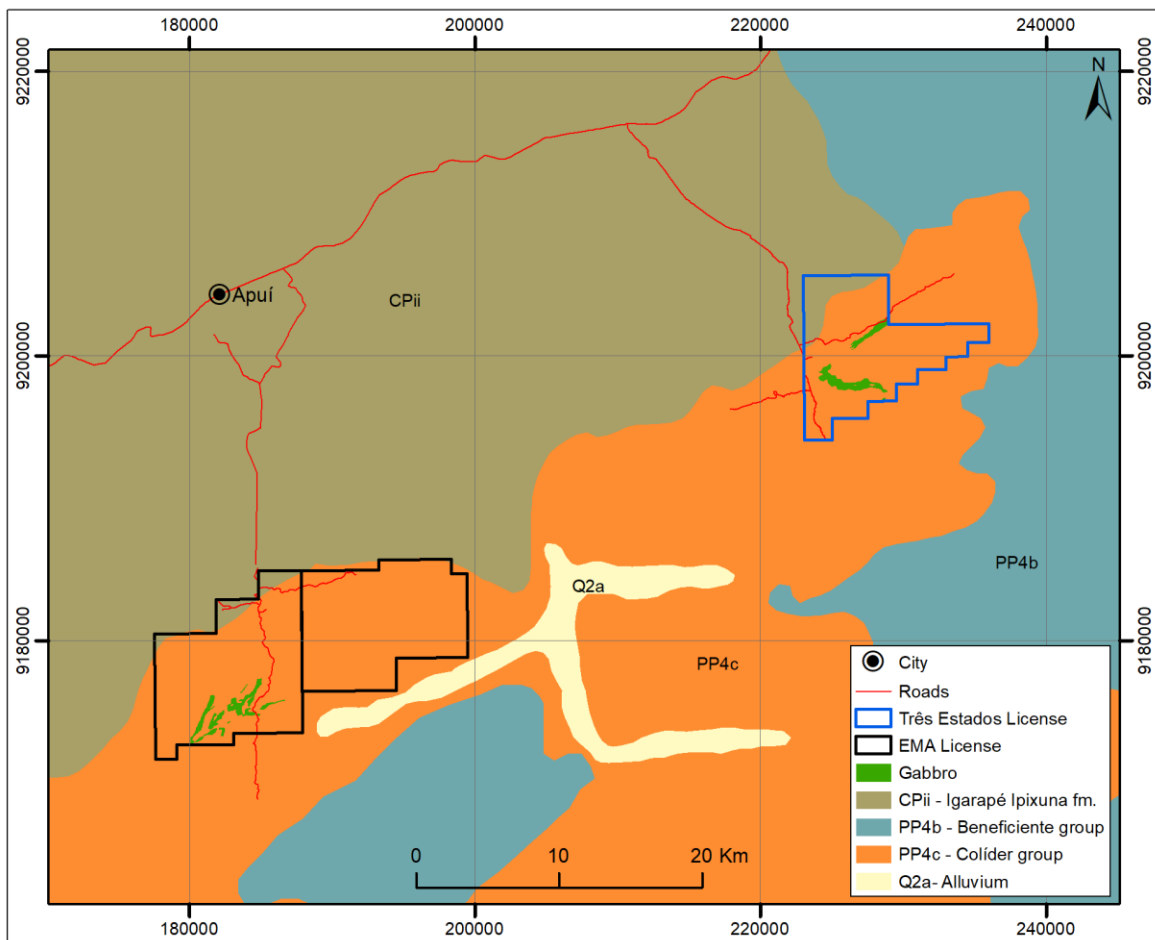 180000 200000 220000 240000
9220000 9220000
N
Apuí
CPii
9200000 9200000
PP4b
Q2a
9180000 9180000
PP4c
City
Roads
Três Estados License
EMA License
Gabbro
CPii - Igarapé Ipixuna fm.
PP4b - Beneficiente group
PP4c - Colíder group
Q2a- Alluvium
0 10 20 Km
180000 200000 220000 240000